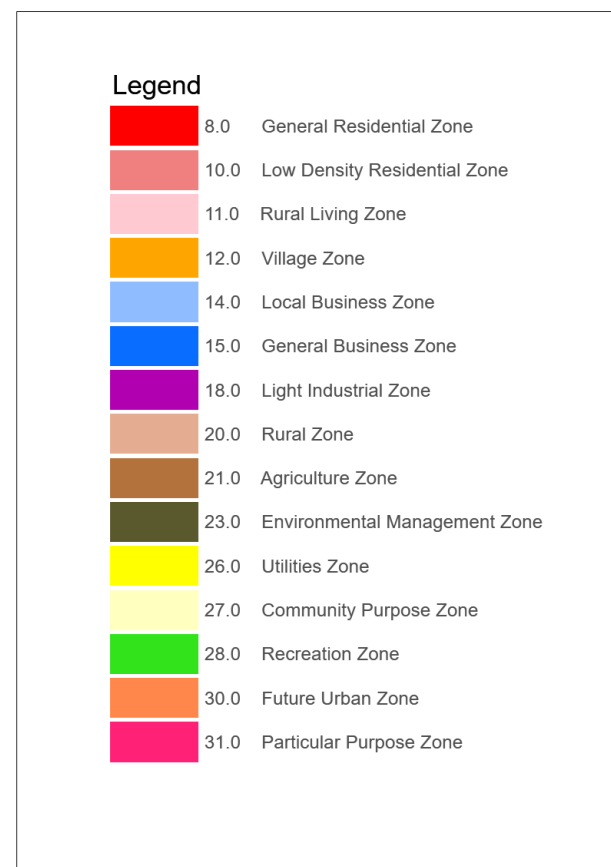 Legend
8.0 General Residential Zone
10.0 Low Density Residential Zone
11.0 Rural Living Zone
12.0 Village Zone
14.0 Local Business Zone
15.0 General Business Zone
18.0 Light Industrial Zone
20.0 Rural Zone
21.0 Agriculture Zone
23.0 Environmental Management Zone
26.0 Utilities Zone
27.0 Community Purpose Zone
28.0 Recreation Zone
30.0 Future Urban Zone
31.0 Particular Purpose Zone